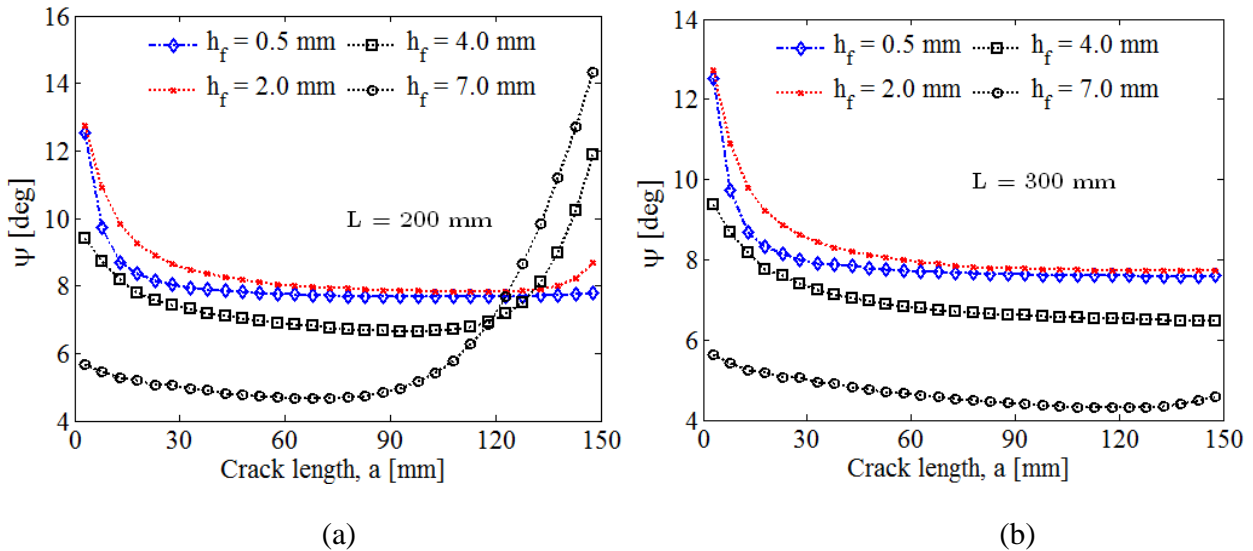 16
14
12
10
8
6
4
Ψ [deg]
h_f = 0.5 mm
h_f = 4.0 mm
h_f = 2.0 mm
h_f = 7.0 mm
L = 200 mm
0 30 60 90 120 150
Crack length, a [mm]
(a)
14
12
10
8
6
4
Ψ [deg]
h_f = 0.5 mm
h_f = 4.0 mm
h_f = 2.0 mm
h_f = 7.0 mm
L = 300 mm
0 30 60 90 120 150
Crack length, a [mm]
(b)